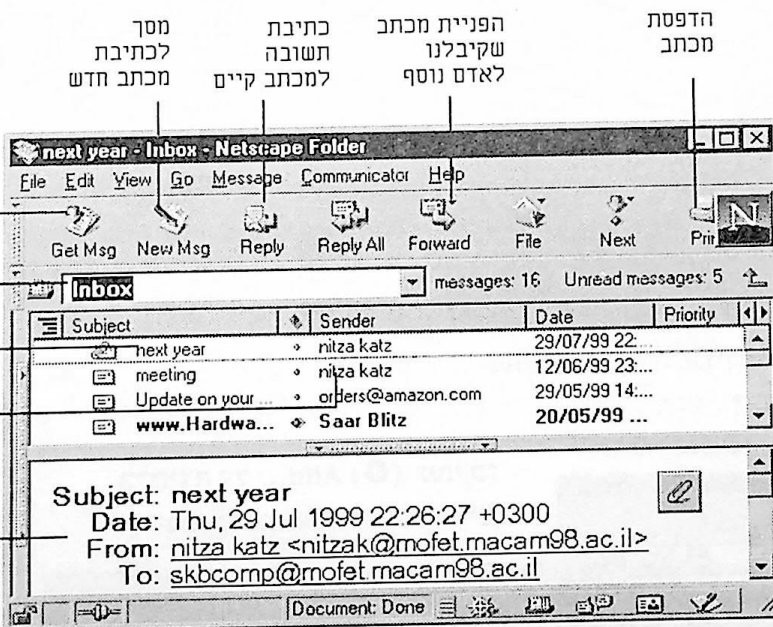 הדפסת
מכתב
הפניית מכתב
שקיבלנו
לאדם נוסף
כתיבת
תשובה
למכתב קיים
מסך
לכתיבת
מכתב חדש
next year - Inbox - Netscape Folder
File Edit View Go Message Communicator Help
Get Msg New Msg Reply Reply All Forward File Next N
Inbox messages: 16 Unread messages: 5
Subject Sender Date Priority
next year nitza katz 29/07/99 22:...
meeting nitza katz 12/06/99 23:...
Update on your ... orders@amazon.com 29/05/99 14:...
www.Hardwa... Saar Blitz 20/05/99 ...
Subject: next year
Date: Thu, 29 Jul 1999 22:26:27 +0300
From: nitza katz <nitzak@mofet.macam98.ac.il>
To: skbcomp@mofet.macam98.ac.il
Document: Done